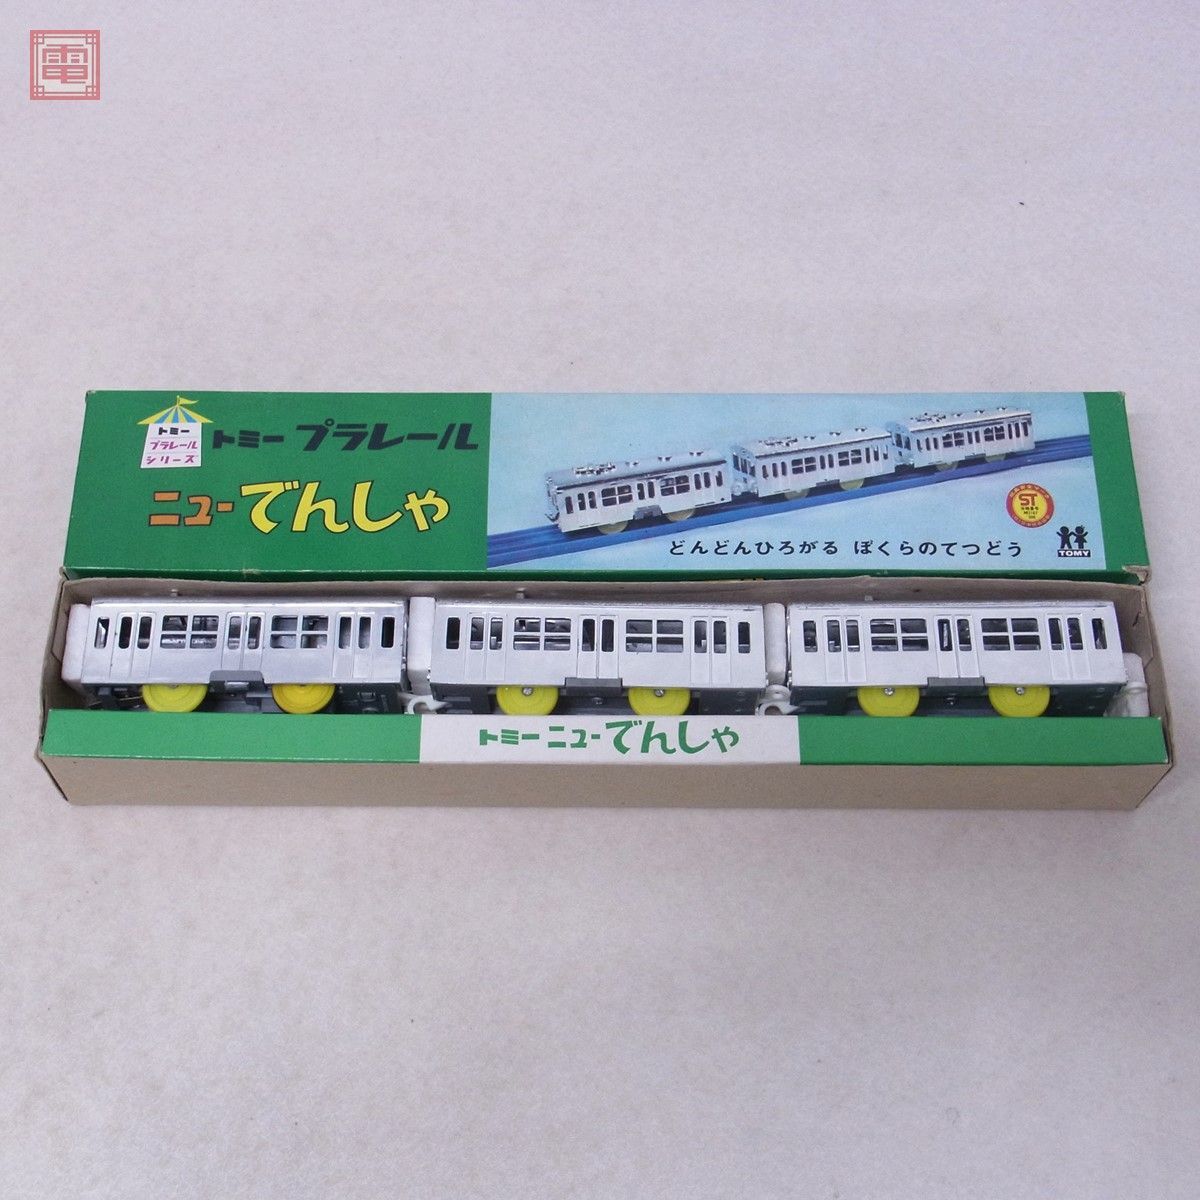 電
トミー
プラレール
シリーズ
トミー プラレール
ニューでんしゃ
ST
どんどんひろがる ぼくらのてつどう
TOMY
トミー ニューでんしゃ